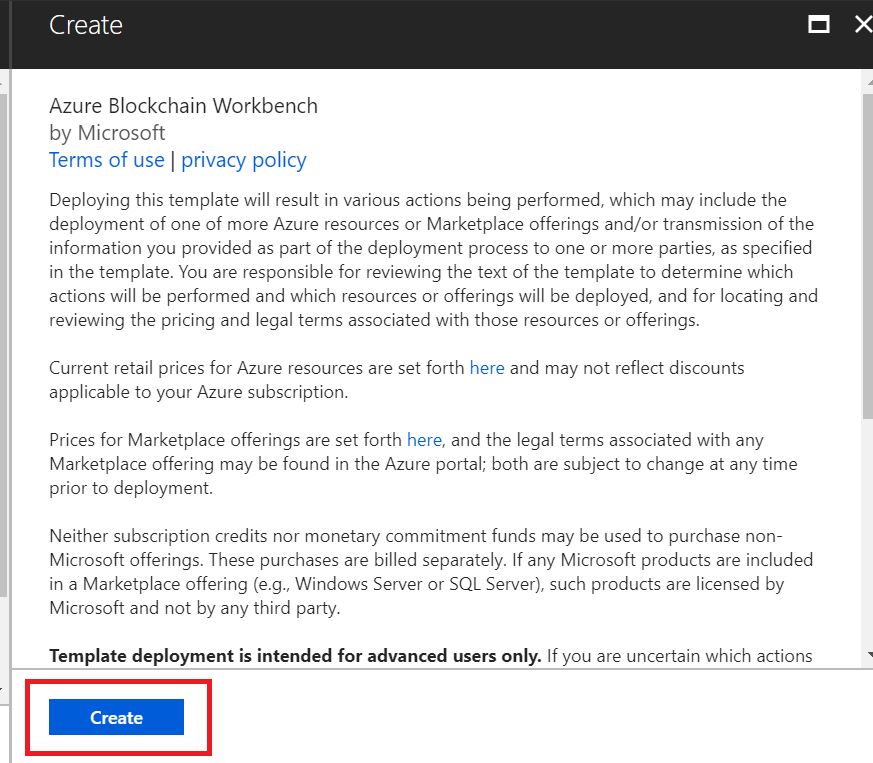 Create
Azure Blockchain Workbench
by Microsoft
Terms of use | privacy policy
Deploying this template will result in various actions being performed, which may include the
deployment of one of more Azure resources or Marketplace offerings and/or transmission of the
information you provided as part of the deployment process to one or more parties, as specified
in the template. You are responsible for reviewing the text of the template to determine which
actions will be performed and which resources or offerings will be deployed, and for locating and
reviewing the pricing and legal terms associated with those resources or offerings.
Current retail prices for Azure resources are set forth here and may not reflect discounts
applicable to your Azure subscription.
Prices for Marketplace offerings are set forth here, and the legal terms associated with any
Marketplace offering may be found in the Azure portal; both are subject to change at any time
prior to deployment.
Neither subscription credits nor monetary commitment funds may be used to purchase non-
Microsoft offerings. These purchases are billed separately. If any Microsoft products are included
in a Marketplace offering (e.g., Windows Server or SQL Server), such products are licensed by
Microsoft and not by any third party.
Template deployment is intended for advanced users only. If you are uncertain which actions
Create